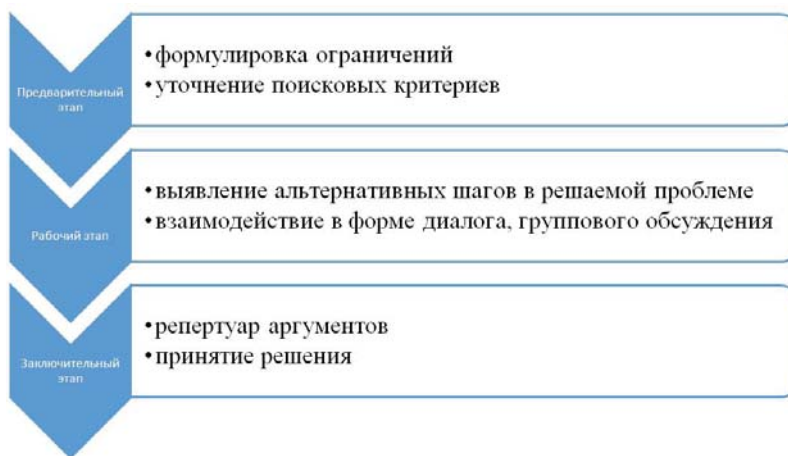 Предварительный
этап
•формулировка ограничений
•уточнение поисковых критериев
Рабочий этап
•выявление альтернативных шагов в решаемой проблеме
•взаимодействие в форме диалога, группового обсуждения
Заключительный
этап
•репертуар аргументов
•принятие решения